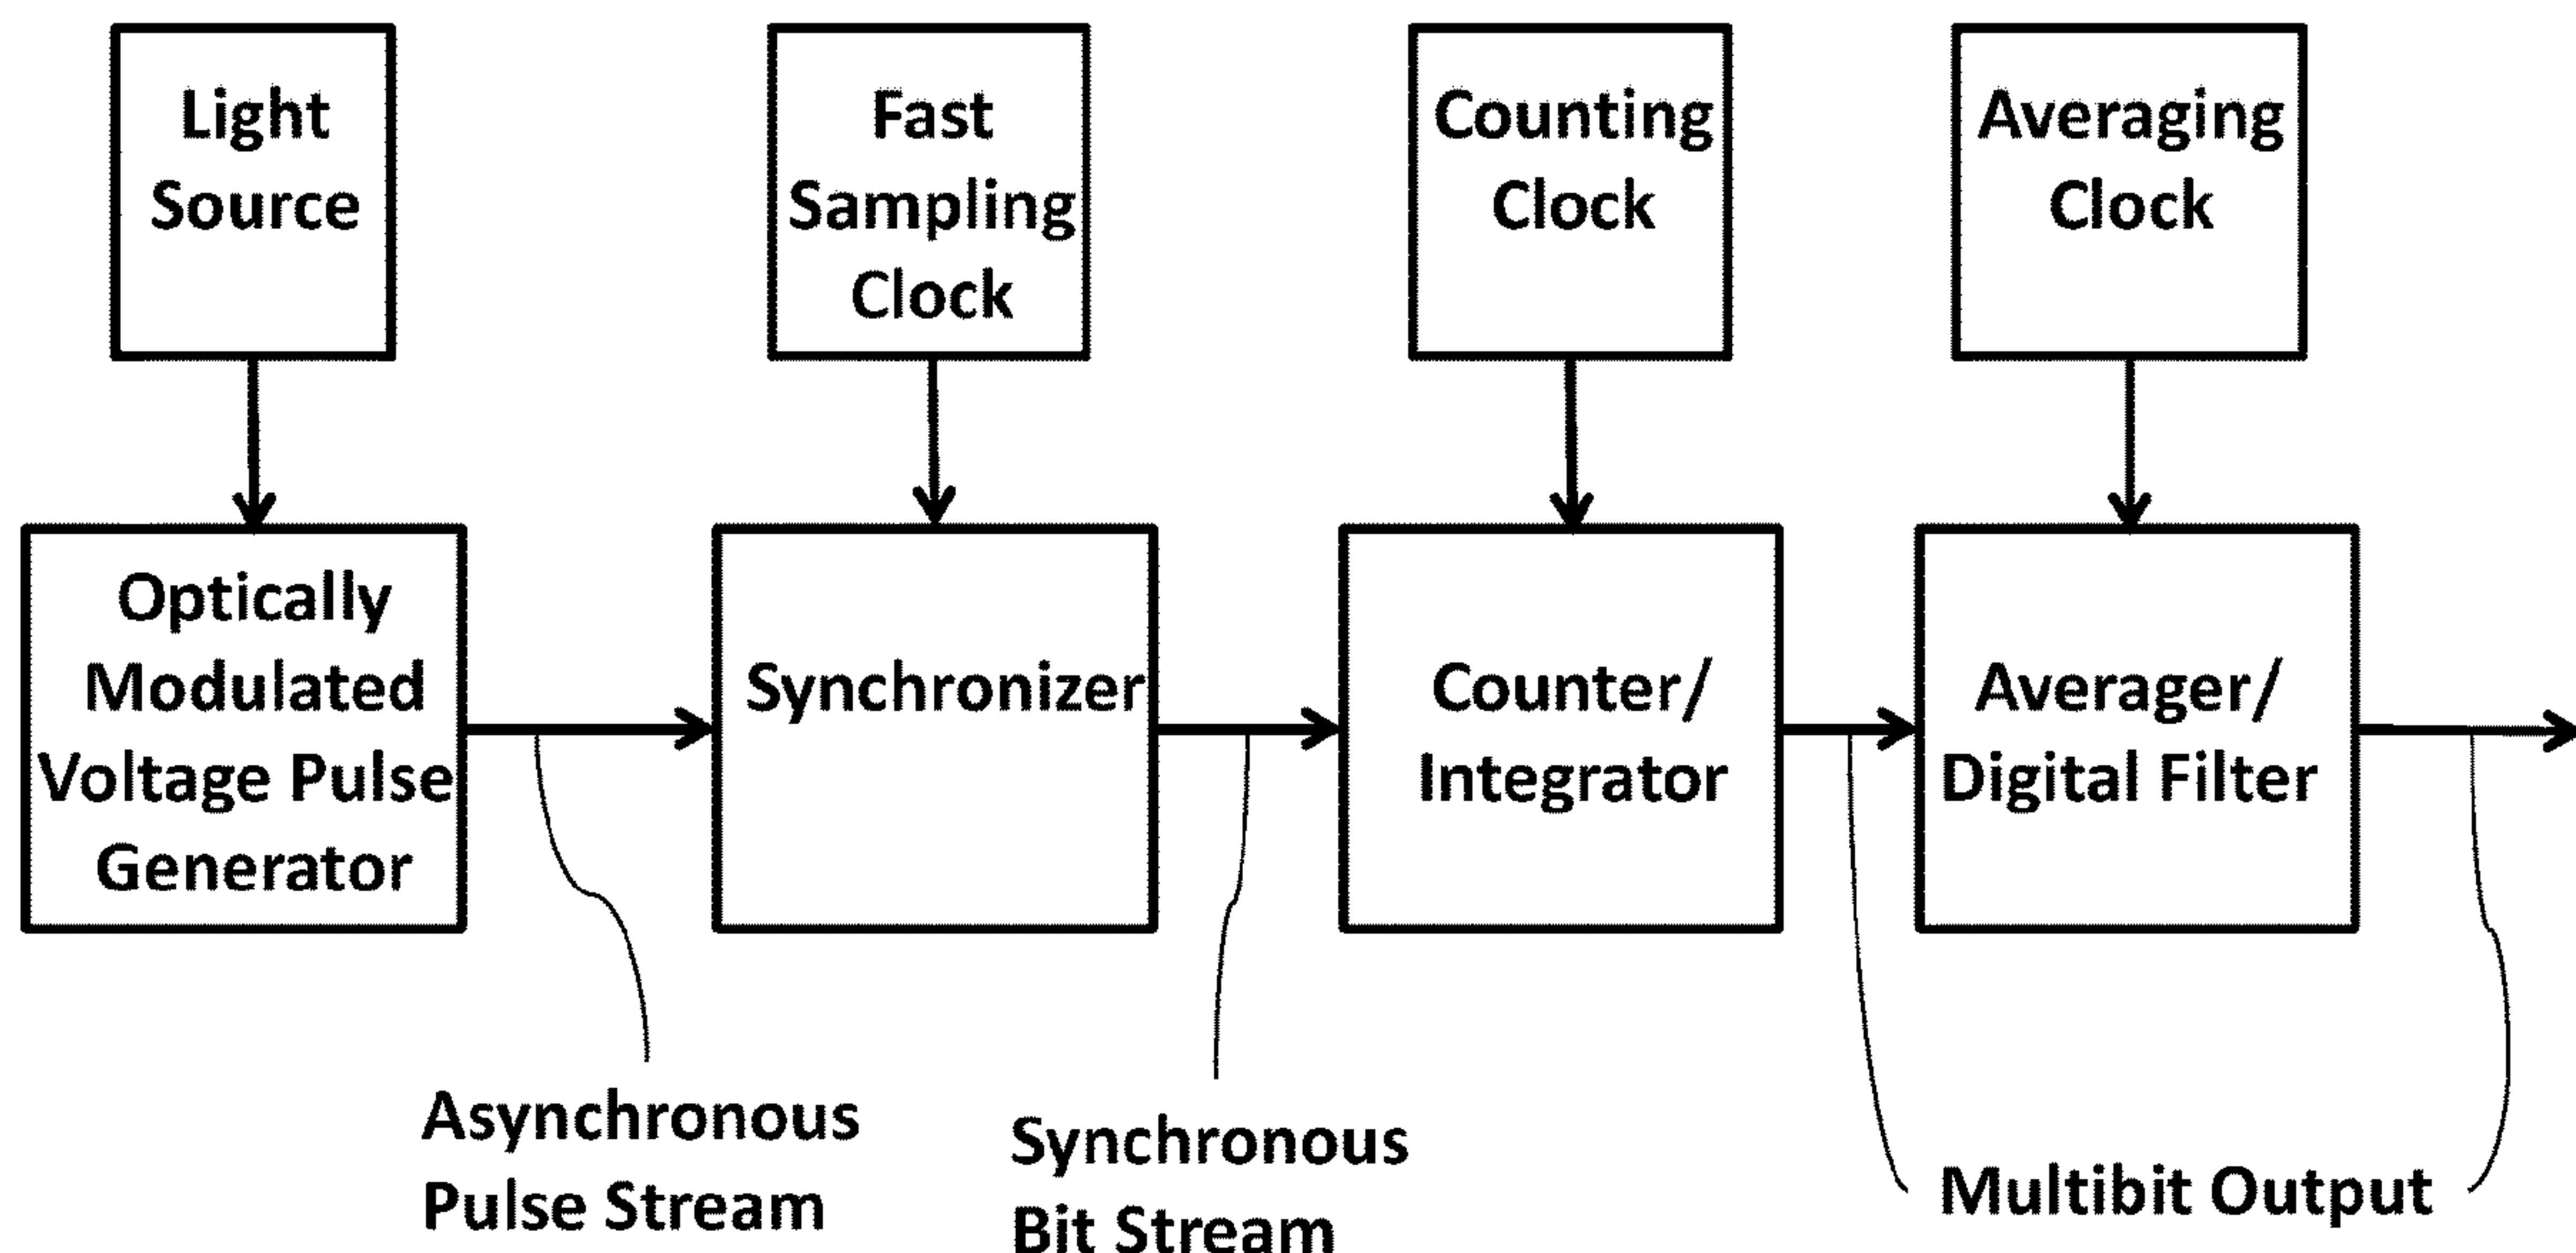 Light
Source
Fast
Sampling
Clock
Counting
Clock
Averaging
Clock
Optically
Modulated
Voltage Pulse
Generator
Synchronizer
Counter/
Integrator
Averager/
Digital Filter
Asynchronous
Pulse Stream
Synchronous
Bit Stream
Multibit Output